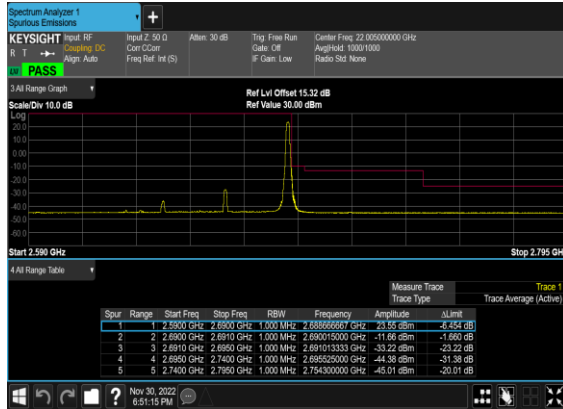 Spectrum Analyzer 1
Spurious Emissions
KEYSIGHT Input: RF Input Z: 50 Ω Atten: 30 dB Trig: Free Run Center Freq: 22.005000000 GHz
R T Coupling: DC Corr CCorr Gate: Off Avg|Hold: 1000/1000
Align: Auto Freq Ref: Int (S) IF Gain: Low Radio Std: None
PASS
3 All Range Graph Ref Lvl Offset 15.32 dB
Scale/Div 10.0 dB Ref Value 30.00 dBm
Log
20.0
10.0
0.00
-10.0
-20.0
-30.0
-40.0
-50.0
-60.0
Start 2.590 GHz Stop 2.795 GH
4 All Range Table
Measure Trace Trace 1
Trace Type Trace Average (Active)
Spur Range Start Freq Stop Freq RBW Frequency Amplitude ΔLimit
1 1 2.5900 GHz 2.6900 GHz 1.000 MHz 2.688666667 GHz 23.55 dBm -6.454 dB
2 2 2.6900 GHz 2.6910 GHz 1.000 MHz 2.690015000 GHz -11.66 dBm -1.660 dB
3 3 2.6910 GHz 2.6950 GHz 1.000 MHz 2.691013333 GHz -33.22 dBm -23.22 dB
4 4 2.6950 GHz 2.7400 GHz 1.000 MHz 2.695525000 GHz -44.38 dBm -31.38 dB
5 5 2.7400 GHz 2.7950 GHz 1.000 MHz 2.754300000 GHz -45.01 dBm -20.01 dB
Nov 30, 2022
6:51:15 PM